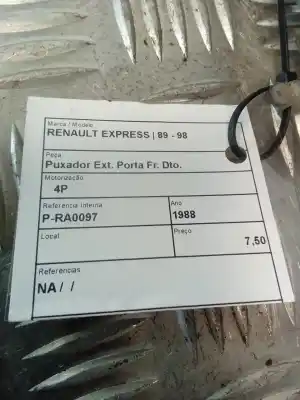 Marca / Modelo
RENAULT EXPRESS | 89 - 98
Peça
Puxador Ext. Porta Fr. Dto.
Motorização
4P
Referência Interna
Ano
P-RA0097
1988
Local
Preço
7,50
Referências
NA / /